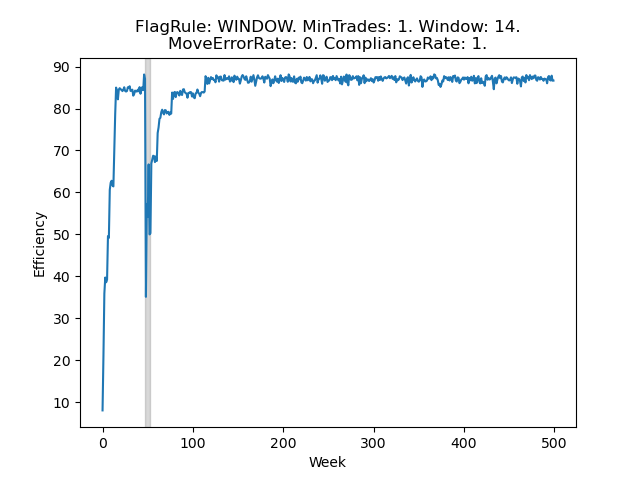 FlagRule: WINDOW. MinTrades: 1. Window: 14.
MoveErrorRate: 0. ComplianceRate: 1.
90
80
70
60
50
40
30
20
10
Efficiency
0 100 200 300 400 500
Week